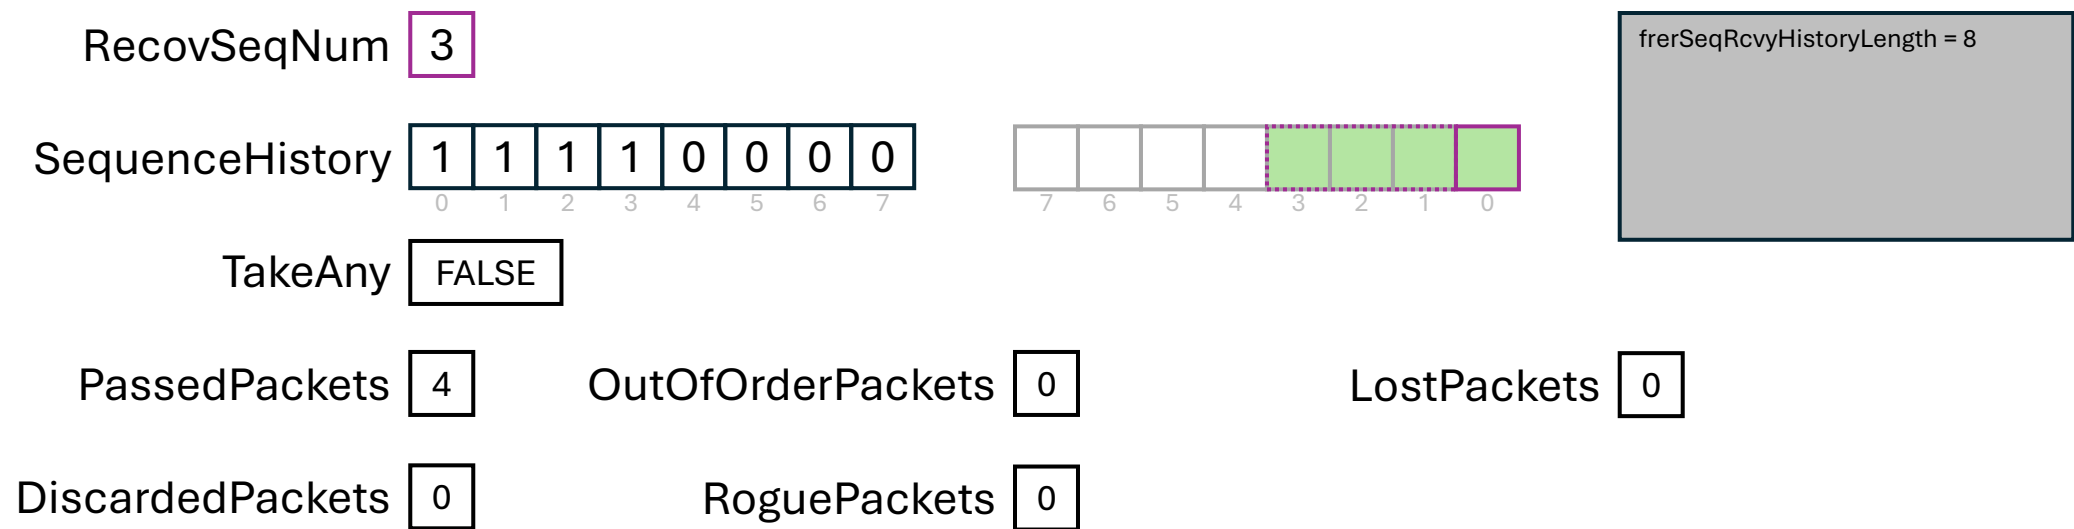 RecovSeqNum 3
frerSeqRcvyHistoryLength = 8
SequenceHistory 1 1 1 1 0 0 0 0
0 1 2 3 4 5 6 7
7 6 5 4 3 2 1 0
TakeAny FALSE
PassedPackets 4 OutOfOrderPackets 0 LostPackets 0
DiscardedPackets 0 RoguePackets 0